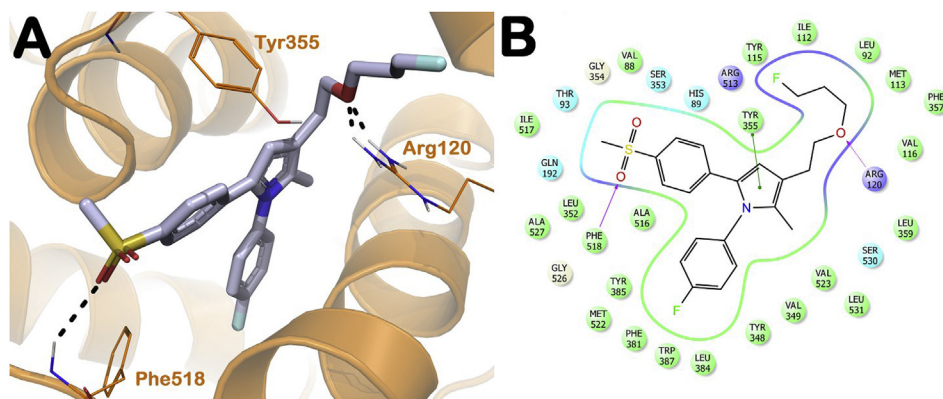 A
Tyr355
Arg120
Phe518
B
ILE
112
TYR
115
LEU
92
VAL
88
GLY
354
SER
353
ARG
513
F
MET
113
THR
93
HIS
89
PHE
357
TYR
355
ILE
517
O
S
O
O
VAL
116
GLN
192
ARG
120
LEU
352
ALA
516
N
ALA
527
PHE
518
LEU
359
SER
530
GLY
526
TYR
385
VAL
523
F
VAL
349
LEU
531
MET
522
PHE
381
TYR
348
TRP
387
LEU
384